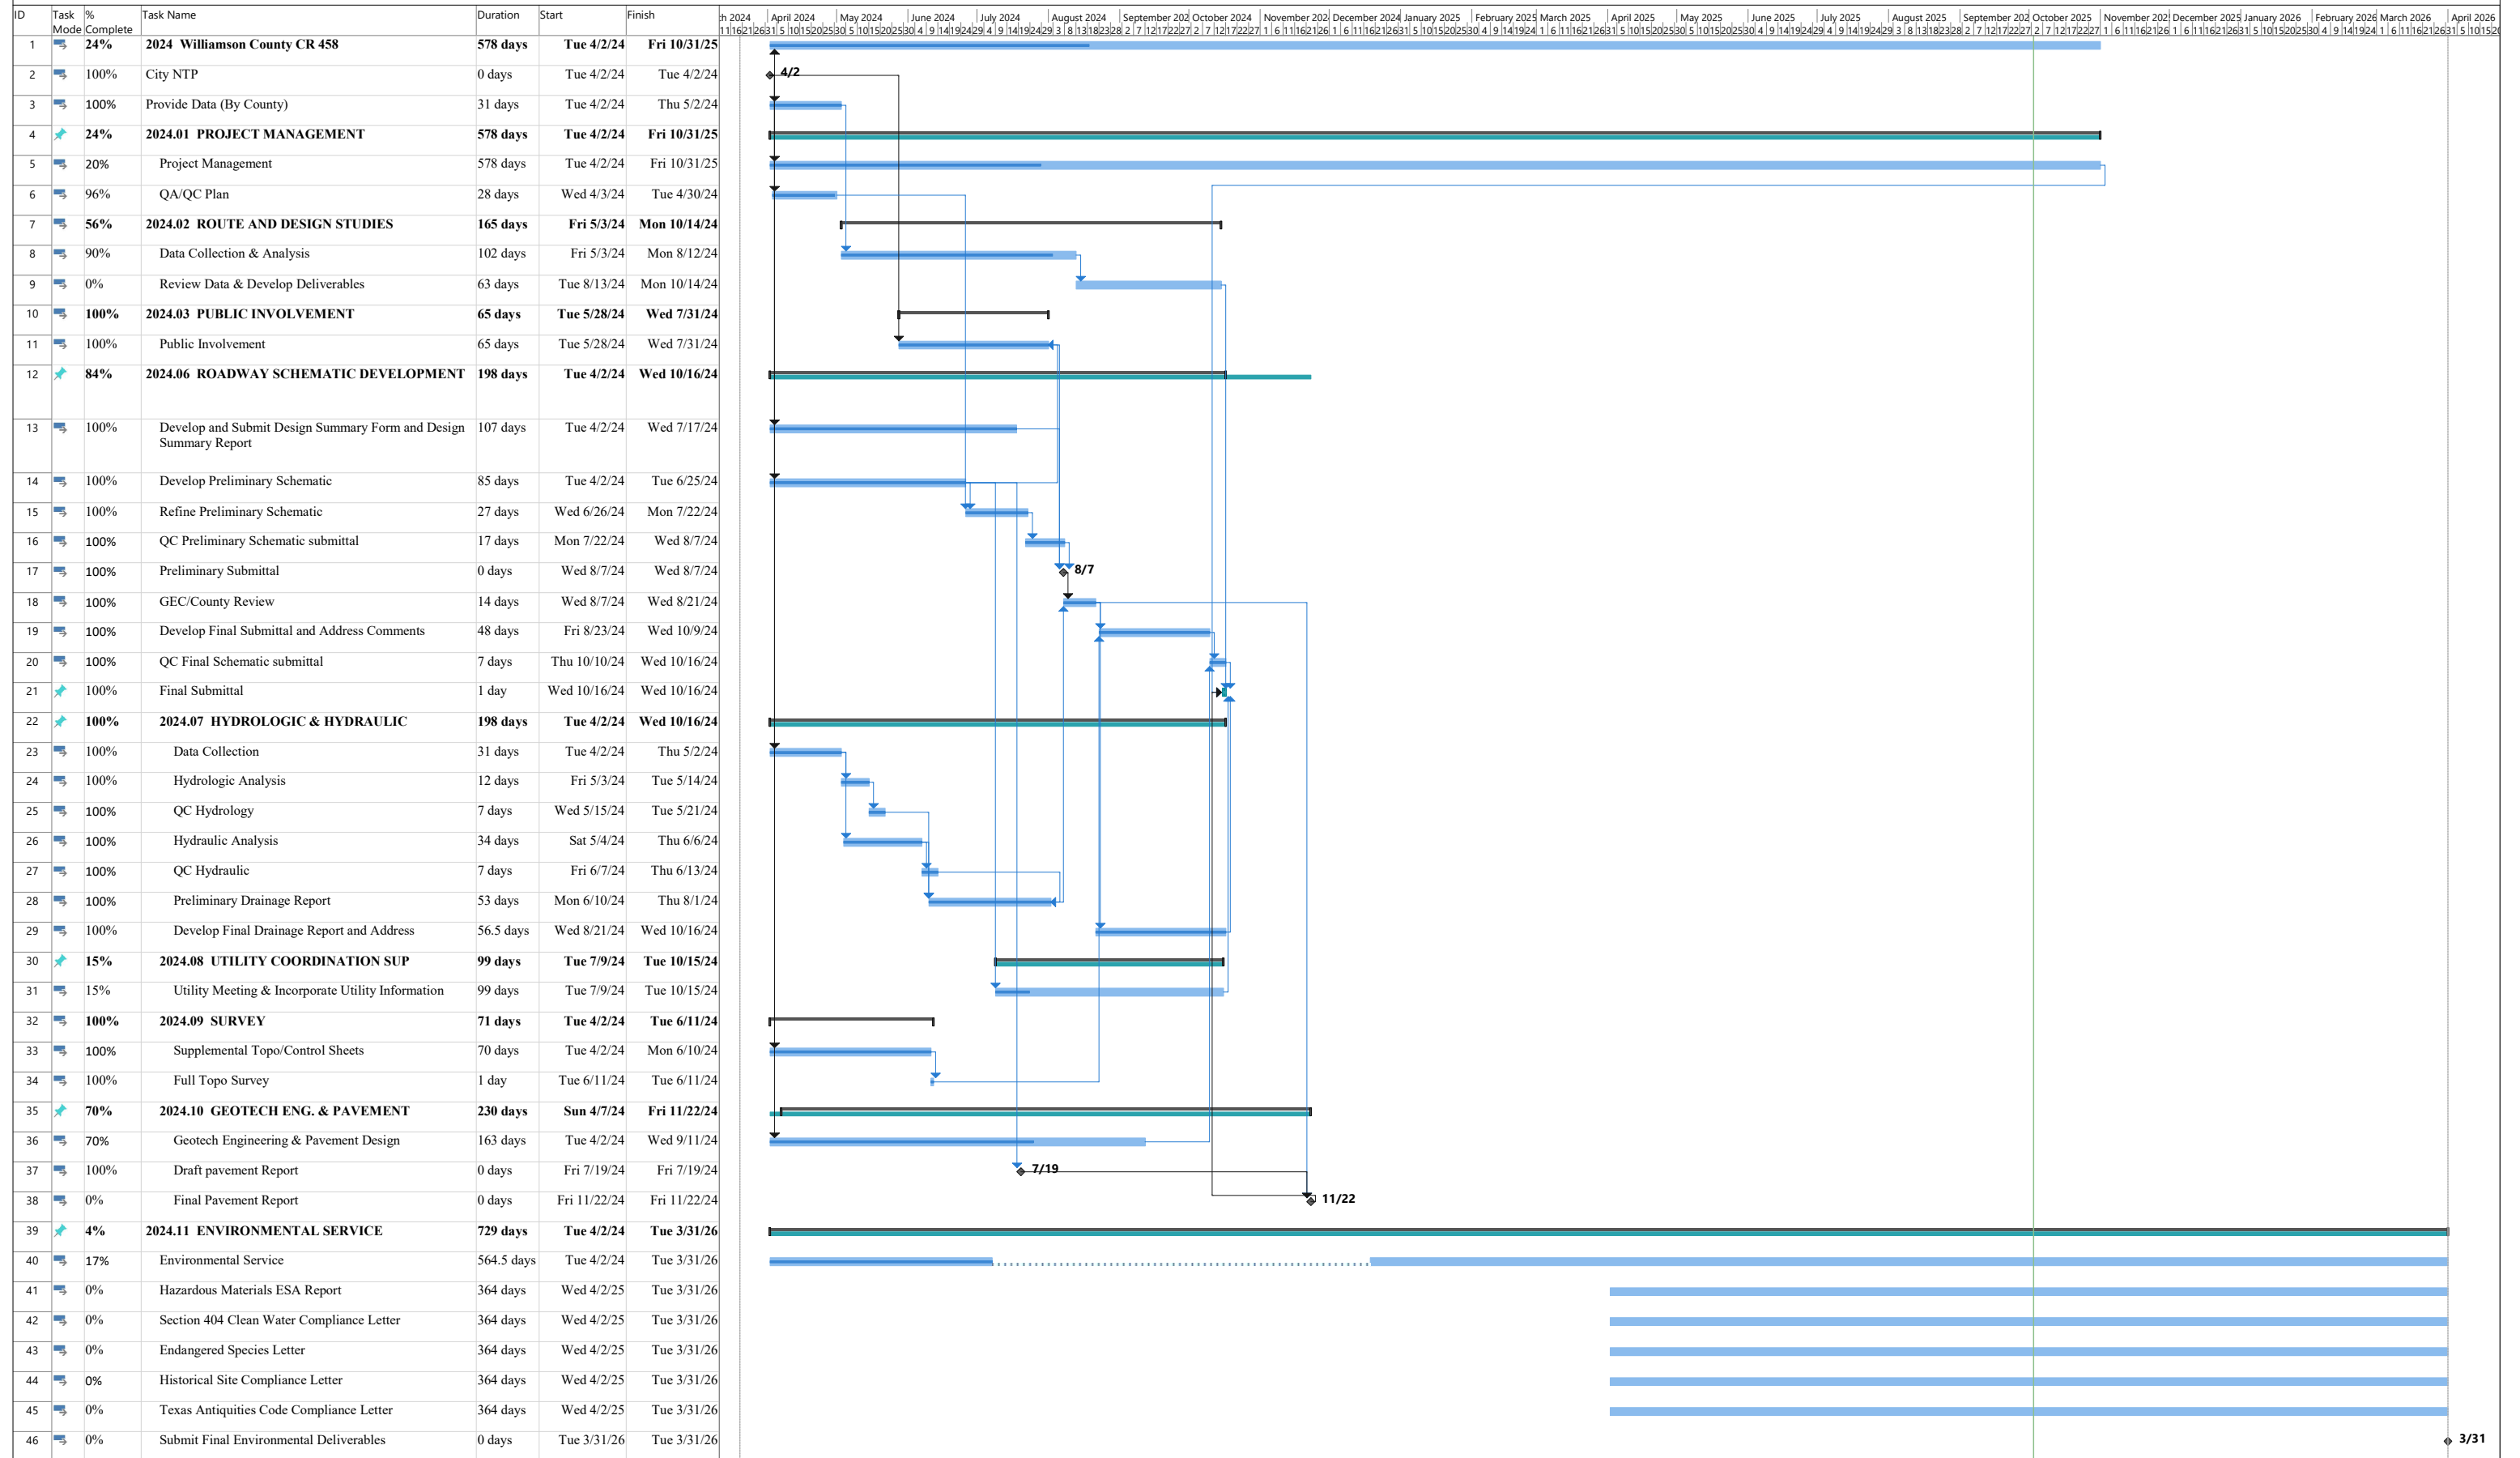 ID Task Mode % Complete Task Name Duration Start Finish
ch 2024 April 2024 May 2024 June 2024 July 2024 August 2024 September 202 October 2024 November 202 December 2024 January 2025 February 2025 March 2025 April 2025 May 2025 June 2025 July 2025 August 2025 September 202 October 2025 November 202 December 2025 January 2026 February 2026 March 2026 April 2026
1 24% 2024 Williamson County CR 458 578 days Tue 4/2/24 Fri 10/31/25
2 100% City NTP 0 days Tue 4/2/24 Tue 4/2/24 4/2
3 100% Provide Data (By County) 31 days Tue 4/2/24 Thu 5/2/24
4 24% 2024.01 PROJECT MANAGEMENT 578 days Tue 4/2/24 Fri 10/31/25
5 20% Project Management 578 days Tue 4/2/24 Fri 10/31/25
6 96% QA/QC Plan 28 days Wed 4/3/24 Tue 4/30/24
7 56% 2024.02 ROUTE AND DESIGN STUDIES 165 days Fri 5/3/24 Mon 10/14/24
8 90% Data Collection & Analysis 102 days Fri 5/3/24 Mon 8/12/24
9 0% Review Data & Develop Deliverables 63 days Tue 8/13/24 Mon 10/14/24
10 100% 2024.03 PUBLIC INVOLVEMENT 65 days Tue 5/28/24 Wed 7/31/24
11 100% Public Involvement 65 days Tue 5/28/24 Wed 7/31/24
12 84% 2024.06 ROADWAY SCHEMATIC DEVELOPMENT 198 days Tue 4/2/24 Wed 10/16/24
13 100% Develop and Submit Design Summary Form and Design 107 days Tue 4/2/24 Wed 7/17/24
Summary Report
14 100% Develop Preliminary Schematic 85 days Tue 4/2/24 Tue 6/25/24
15 100% Refine Preliminary Schematic 27 days Wed 6/26/24 Mon 7/22/24
16 100% QC Preliminary Schematic submittal 17 days Mon 7/22/24 Wed 8/7/24
17 100% Preliminary Submittal 0 days Wed 8/7/24 Wed 8/7/24 8/7
18 100% GEC/County Review 14 days Wed 8/7/24 Wed 8/21/24
19 100% Develop Final Submittal and Address Comments 48 days Fri 8/23/24 Wed 10/9/24
20 100% QC Final Schematic submittal 7 days Thu 10/10/24 Wed 10/16/24
21 100% Final Submittal 1 day Wed 10/16/24 Wed 10/16/24
22 100% 2024.07 HYDROLOGIC & HYDRAULIC 198 days Tue 4/2/24 Wed 10/16/24
23 100% Data Collection 31 days Tue 4/2/24 Thu 5/2/24
24 100% Hydrologic Analysis 12 days Fri 5/3/24 Tue 5/14/24
25 100% QC Hydrology 7 days Wed 5/15/24 Tue 5/21/24
26 100% Hydraulic Analysis 34 days Sat 5/4/24 Thu 6/6/24
27 100% QC Hydraulic 7 days Fri 6/7/24 Thu 6/13/24
28 100% Preliminary Drainage Report 53 days Mon 6/10/24 Thu 8/1/24
29 100% Develop Final Drainage Report and Address 56.5 days Wed 8/21/24 Wed 10/16/24
30 15% 2024.08 UTILITY COORDINATION SUP 99 days Tue 7/9/24 Tue 10/15/24
31 15% Utility Meeting & Incorporate Utility Information 99 days Tue 7/9/24 Tue 10/15/24
32 100% 2024.09 SURVEY 71 days Tue 4/2/24 Tue 6/11/24
33 100% Supplemental Topo/Control Sheets 70 days Tue 4/2/24 Mon 6/10/24
34 100% Full Topo Survey 1 day Tue 6/11/24 Tue 6/11/24
35 70% 2024.10 GEOTECH ENG. & PAVEMENT 230 days Sun 4/7/24 Fri 11/22/24
36 70% Geotech Engineering & Pavement Design 163 days Tue 4/2/24 Wed 9/11/24
37 100% Draft pavement Report 0 days Fri 7/19/24 Fri 7/19/24 7/19
38 0% Final Pavement Report 0 days Fri 11/22/24 Fri 11/22/24 11/22
39 4% 2024.11 ENVIRONMENTAL SERVICE 729 days Tue 4/2/24 Tue 3/31/26
40 17% Environmental Service 564.5 days Tue 4/2/24 Tue 3/31/26
41 0% Hazardous Materials ESA Report 364 days Wed 4/2/25 Tue 3/31/26
42 0% Section 404 Clean Water Compliance Letter 364 days Wed 4/2/25 Tue 3/31/26
43 0% Endangered Species Letter 364 days Wed 4/2/25 Tue 3/31/26
44 0% Historical Site Compliance Letter 364 days Wed 4/2/25 Tue 3/31/26
45 0% Texas Antiquities Code Compliance Letter 364 days Wed 4/2/25 Tue 3/31/26
46 0% Submit Final Environmental Deliverables 0 days Tue 3/31/26 Tue 3/31/26 3/31